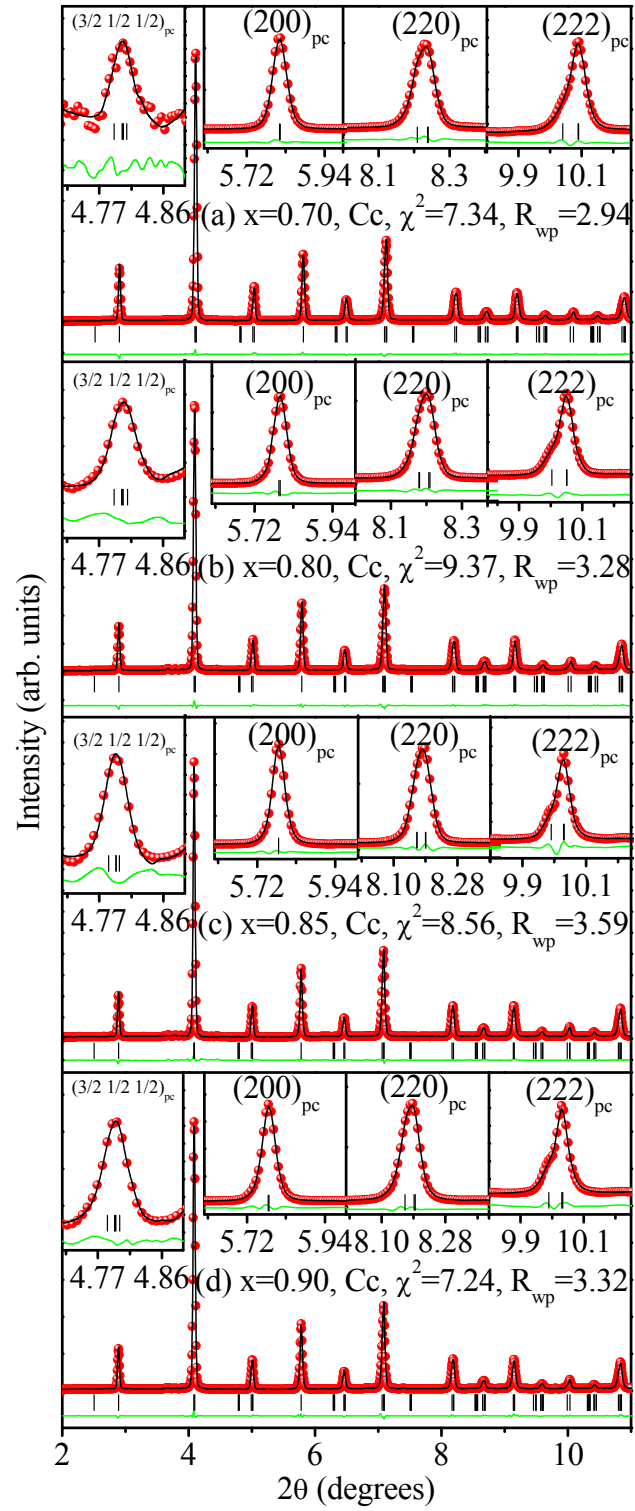 (3/2 1/2 1/2)pc (200)pc (220)pc (222)pc
5.72 5.94 8.1 8.3 9.9 10.1
4.77 4.86 (a) x=0.70, Cc, χ²=7.34, Rwp=2.94
(3/2 1/2 1/2)pc (200)pc (220)pc (222)pc
5.72 5.94 8.1 8.3 9.9 10.1
4.77 4.86 (b) x=0.80, Cc, χ²=9.37, Rwp=3.28
(3/2 1/2 1/2)pc (200)pc (220)pc (222)pc
5.72 5.94 8.10 8.28 9.9 10.1
4.77 4.86 (c) x=0.85, Cc, χ²=8.56, Rwp=3.59
(3/2 1/2 1/2)pc (200)pc (220)pc (222)pc
5.72 5.94 8.10 8.28 9.9 10.1
4.77 4.86 (d) x=0.90, Cc, χ²=7.24, Rwp=3.32
Intensity (arb. units)
2 4 6 8 10
2θ (degrees)